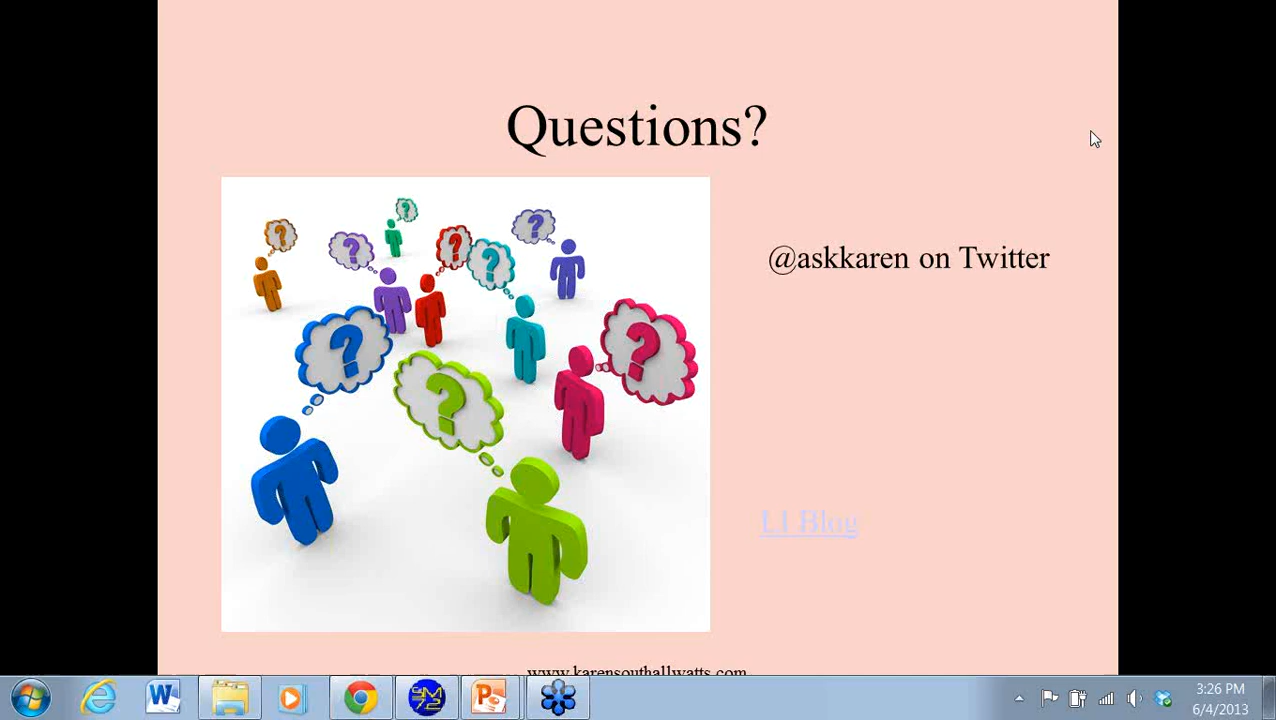 Questions?
@askkaren on Twitter
? ? ? ? ? ? ? ? ? ?
LI Blog
www.karensouthallwatts.com
3:26 PM
6/4/2013